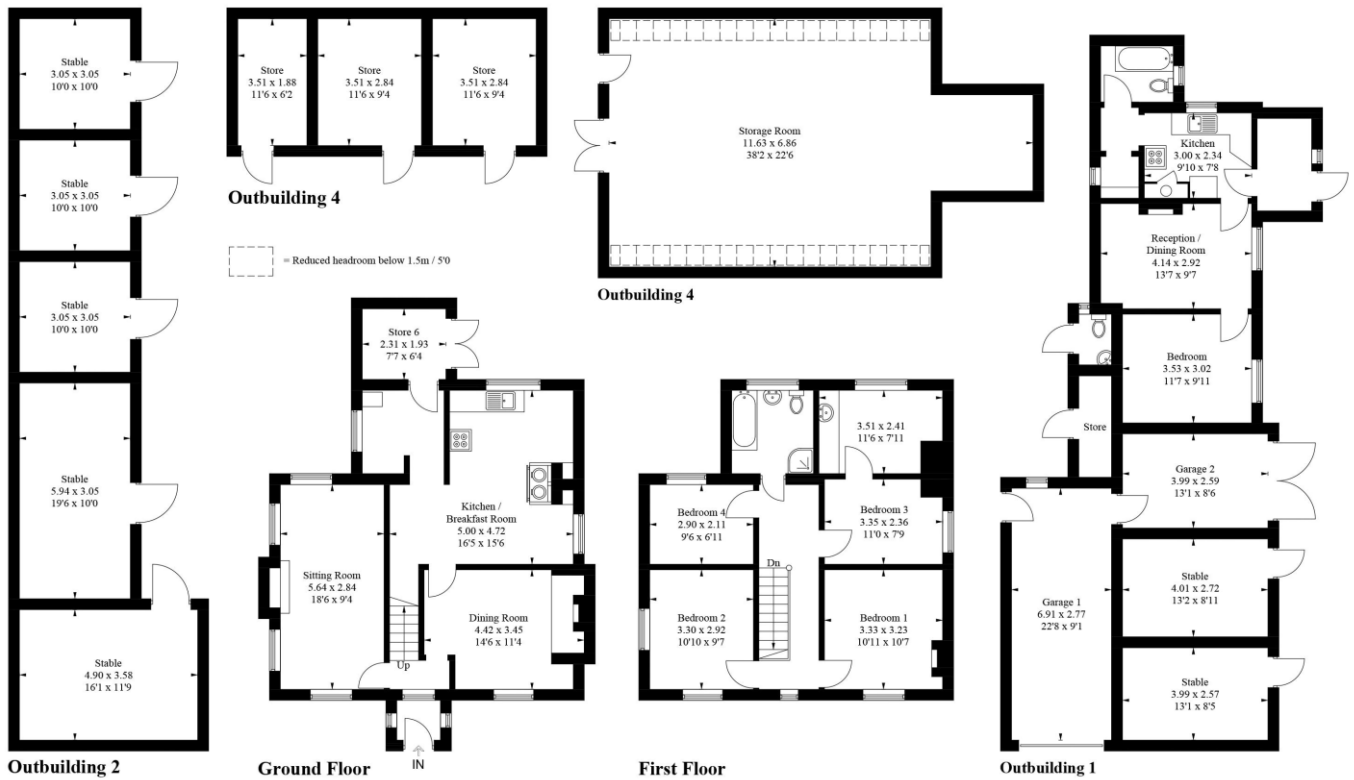 Stable
3.05 x 3.05
10'0 x 10'0
Stable
3.05 x 3.05
10'0 x 10'0
Stable
3.05 x 3.05
10'0 x 10'0
Stable
5.94 x 3.05
19'6 x 10'0
Stable
4.90 x 3.58
16'1 x 11'9
Outbuilding 2
Store
3.51 x 1.88
11'6 x 6'2
Store
3.51 x 2.84
11'6 x 9'4
Store
3.51 x 2.84
11'6 x 9'4
Outbuilding 4
= Reduced headroom below 1.5m / 5'0
Storage Room
11.63 x 6.86
38'2 x 22'6
Outbuilding 4
Store 6
2.31 x 1.93
7'7 x 6'4
Kitchen /
Breakfast Room
5.00 x 4.72
16'5 x 15'6
Sitting Room
5.64 x 2.84
18'6 x 9'4
Dining Room
4.42 x 3.45
14'6 x 11'4
Up
IN
Ground Floor
3.51 x 2.41
11'6 x 7'11
Bedroom 4
2.90 x 2.11
9'6 x 6'11
Bedroom 3
3.35 x 2.36
11'0 x 7'9
Dn
Bedroom 2
3.30 x 2.92
10'10 x 9'7
Bedroom 1
3.33 x 3.23
10'11 x 10'7
First Floor
Kitchen
3.00 x 2.34
9'10 x 7'8
Reception /
Dining Room
4.14 x 2.92
13'7 x 9'7
Bedroom
3.53 x 3.02
11'7 x 9'11
Store
Garage 2
3.99 x 2.59
13'1 x 8'6
Garage 1
6.91 x 2.77
22'8 x 9'1
Stable
4.01 x 2.72
13'2 x 8'11
Stable
3.99 x 2.57
13'1 x 8'5
Outbuilding 1